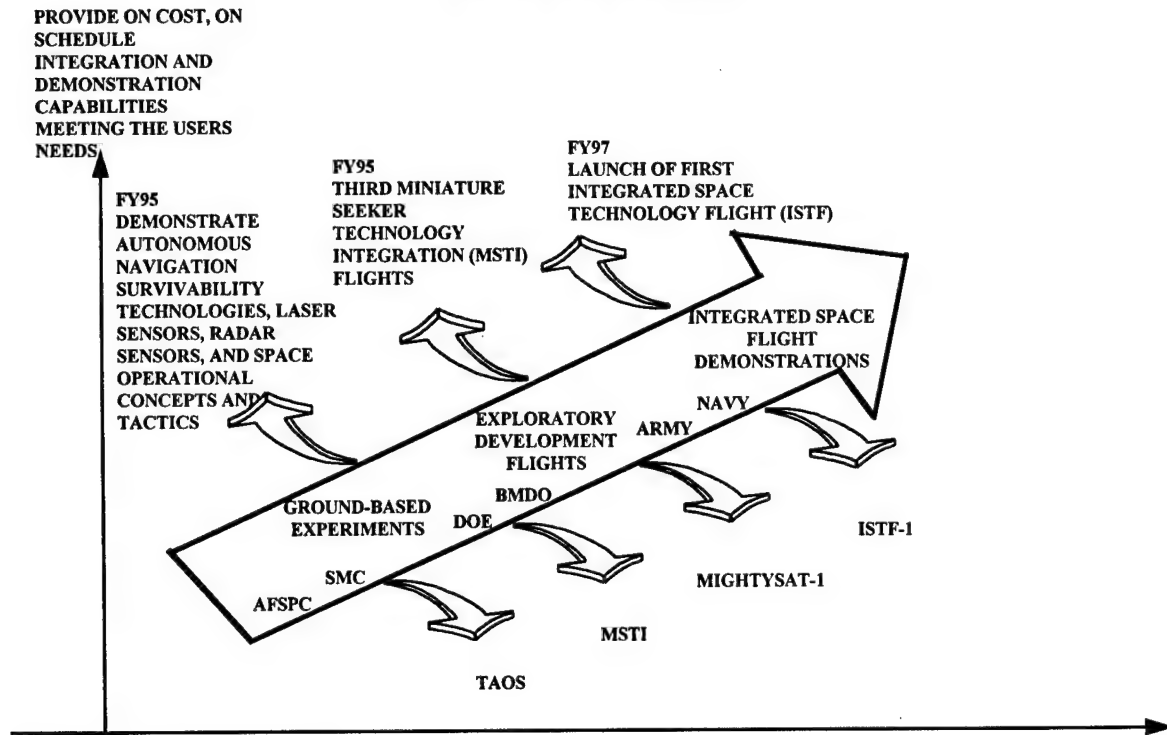 PROVIDE ON COST, ON
SCHEDULE
INTEGRATION AND
DEMONSTRATION
CAPABILITIES
MEETING THE USERS
NEEDS
FY95
DEMONSTRATE
AUTONOMOUS
NAVIGATION
SURVIVABILITY
TECHNOLOGIES, LASER
SENSORS, RADAR
SENSORS, AND SPACE
OPERATIONAL
CONCEPTS AND
TACTICS
FY95
THIRD MINIATURE
SEEKER
TECHNOLOGY
INTEGRATION (MSTI)
FLIGHTS
FY97
LAUNCH OF FIRST
INTEGRATED SPACE
TECHNOLOGY FLIGHT (ISTF)
INTEGRATED SPACE
FLIGHT
DEMONSTRATIONS
EXPLORATORY
DEVELOPMENT
FLIGHTS
GROUND-BASED
EXPERIMENTS
NAVY
ARMY
BMDO
DOE
SMC
AFSPC
ISTF-1
MIGHTYSAT-1
MSTI
TAOS